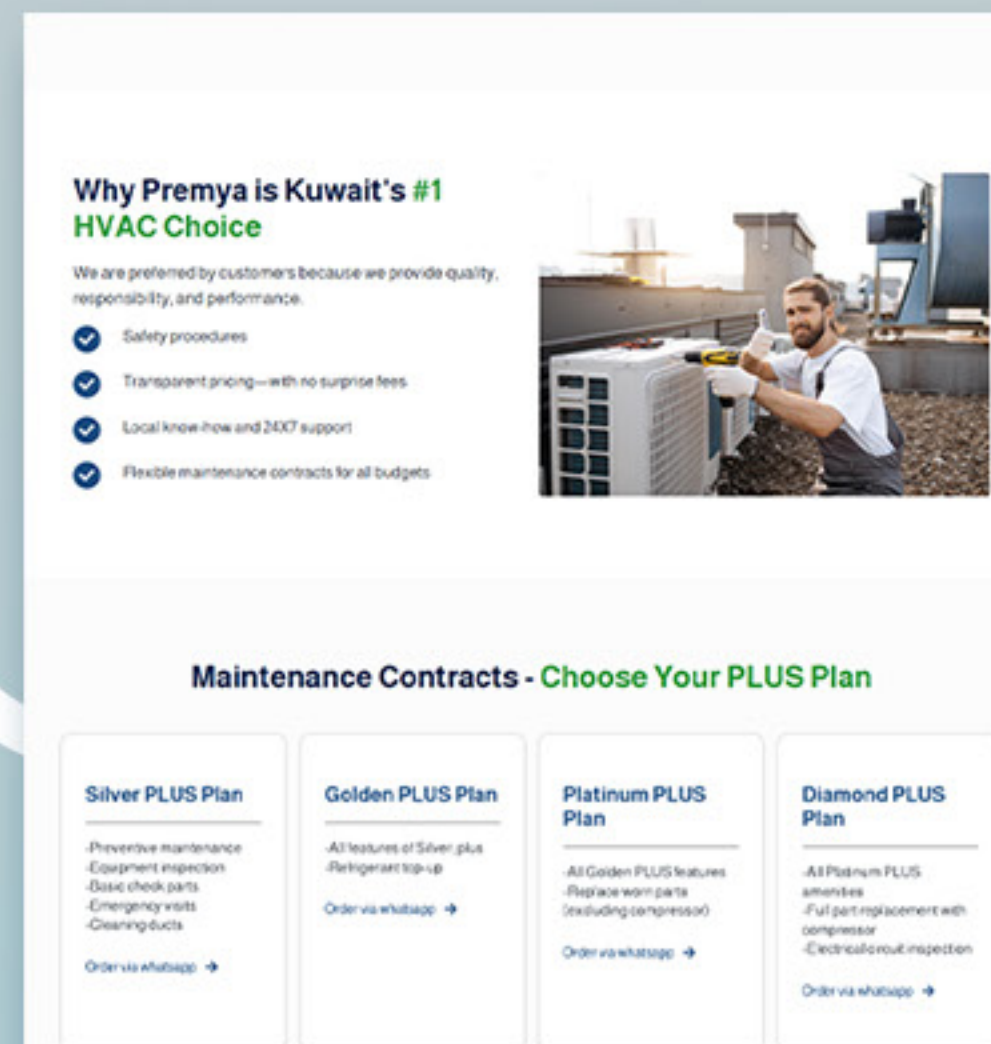 Why Premya is Kuwait's #1
HVAC Choice
We are preferred by customers because we provide quality,
responsibility, and performance.
Safety procedures
Transparent pricing—with no surprise fees
Local know-how and 24X7 support
Flexible maintenance contracts for all budgets
Maintenance Contracts - Choose Your PLUS Plan
Silver PLUS Plan
-Preventive maintenance
-Equipment inspection
-Basic check parts
-Emergency visits
-Cleaning ducts
Order via whatsapp
Golden PLUS Plan
-All features of Silver, plus
-Refrigerant top-up
Order via whatsapp
Platinum PLUS
Plan
-All Golden PLUS features
-Replace worn parts
(excluding compressor)
Order via whatsapp
Diamond PLUS
Plan
-All Platinum PLUS
amenities
-Full part replacement with
compressor
-Electrical circuit inspection
Order via whatsapp